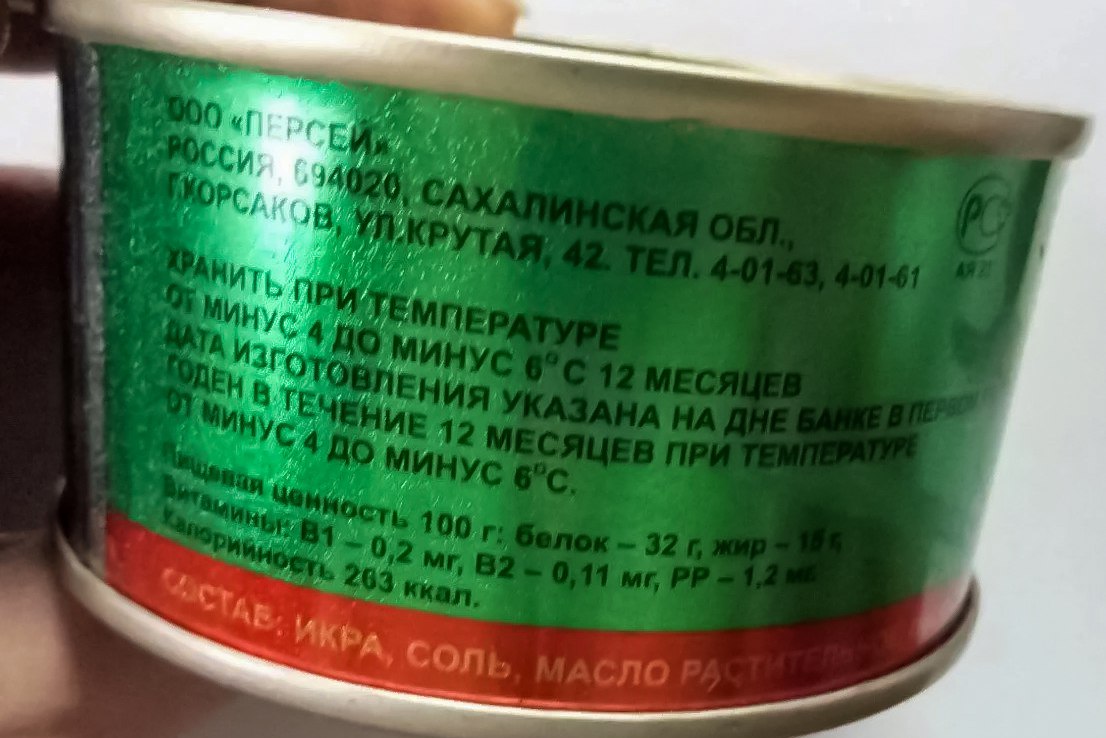 ООО «ПЕРСЕЙ»
РОССИЯ, 694020, САХАЛИНСКАЯ ОБЛ.,
Г.КОРСАКОВ, УЛ.КРУТАЯ, 42. ТЕЛ. 4-01-63, 4-01-61
РСТ
ХРАНИТЬ ПРИ ТЕМПЕРАТУРЕ
ОТ МИНУС 4 ДО МИНУС 6°С 12 МЕСЯЦЕВ
ДАТА ИЗГОТОВЛЕНИЯ УКАЗАНА НА ДНЕ БАНКЕ В
ГОДЕН В ТЕЧЕНИЕ 12 МЕСЯЦЕВ ПРИ ТЕМПЕРАТУРЕ
ОТ МИНУС 4 ДО МИНУС 6°С.
Пищевая ценность 100 г: белок – 32 г, жир –
Витамины: В1 – 0,2 мг, В2 – 0,11 мг, РР – 1,2 мг.
Калорийность 263 ккал.
СОСТАВ: ИКРА, СОЛЬ, МАСЛО